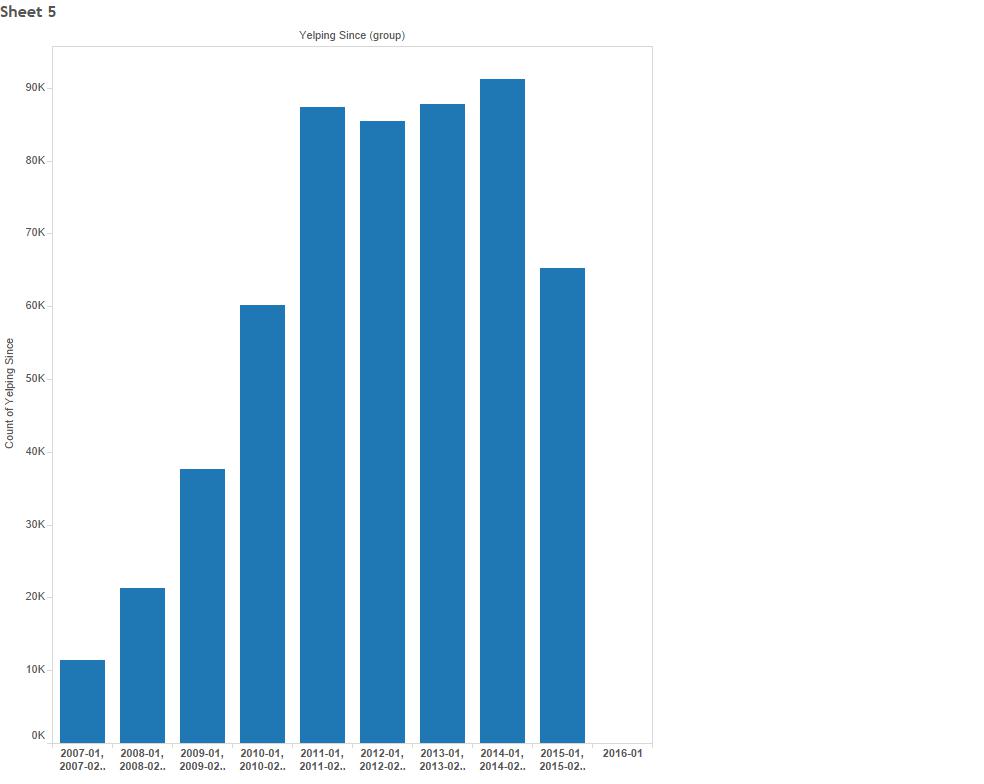 Sheet 5
Yelping Since (group)
Count of Yelping Since
90K
80K
70K
60K
50K
40K
30K
20K
10K
0K
2007-01, 2008-01, 2009-01, 2010-01, 2011-01, 2012-01, 2013-01, 2014-01, 2015-01, 2016-01
2007-02.. 2008-02.. 2009-02.. 2010-02.. 2011-02.. 2012-02.. 2013-02.. 2014-02.. 2015-02..